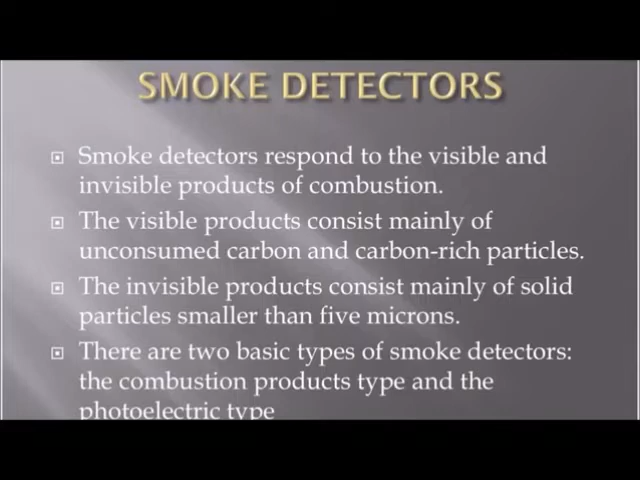 SMOKE DETECTORS
Smoke detectors respond to the visible and
invisible products of combustion.
The visible products consist mainly of
unconsumed carbon and carbon-rich particles.
The invisible products consist mainly of solid
particles smaller than five microns.
There are two basic types of smoke detectors:
the combustion products type and the
photoelectric type